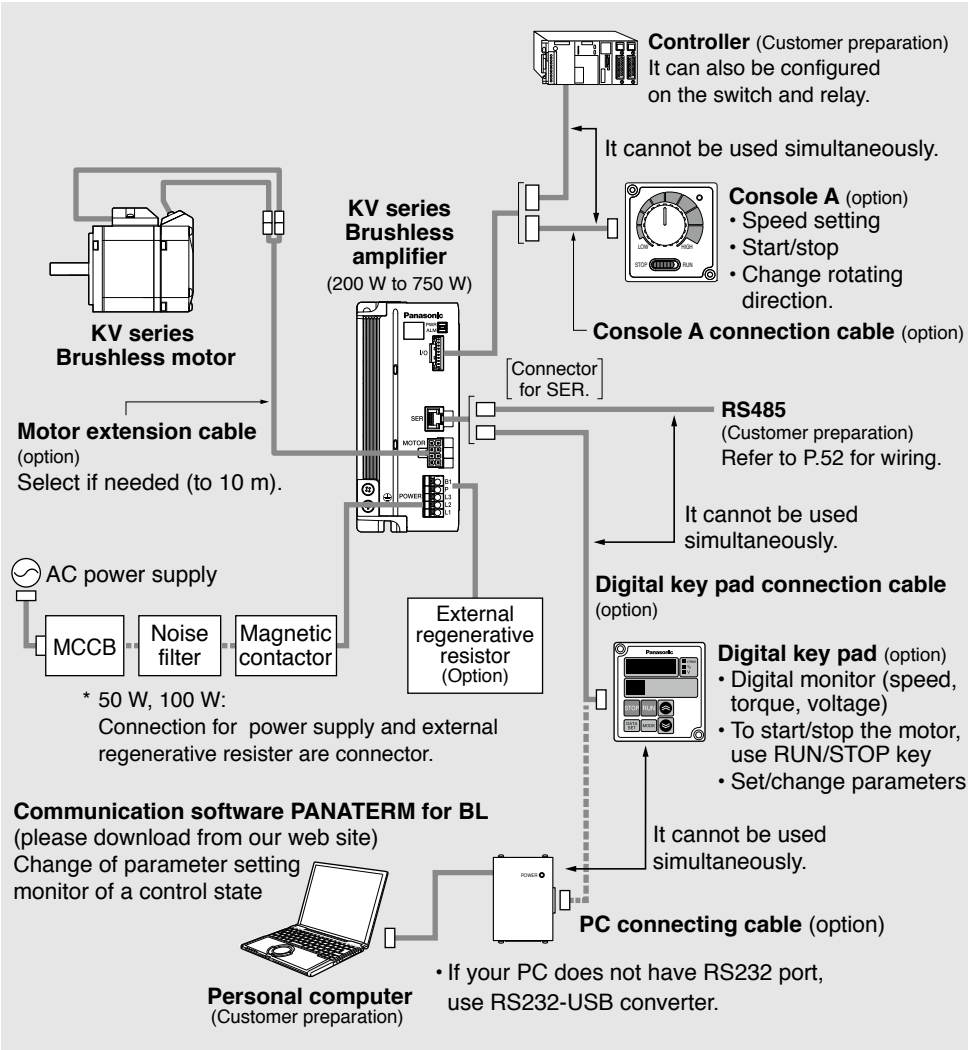 Controller (Customer preparation)
It can also be configured
on the switch and relay.
It cannot be used simultaneously.
Console A (option)
• Speed setting
• Start/stop
• Change rotating
direction.
LOW
HIGH
STOP
RUN
Console A connection cable (option)
KV series
Brushless
amplifier
(200 W to 750 W)
KV series
Brushless motor
Panasonic
PWR
ALM
I/O
SER
MOTOR
POWER
B1
P
L3
L2
L1
Connector
for SER.
RS485
(Customer preparation)
Refer to P.52 for wiring.
Motor extension cable
(option)
Select if needed (to 10 m).
It cannot be used
simultaneously.
AC power supply
MCCB
Noise
filter
Magnetic
contactor
External
regenerative
resistor
(Option)
Digital key pad connection cable
(option)
* 50 W, 100 W:
Connection for power supply and external
regenerative resister are connector.
Panasonic
STOP
RUN
DATA
SET
MODE
Digital key pad (option)
• Digital monitor (speed,
torque, voltage)
• To start/stop the motor,
use RUN/STOP key
• Set/change parameters
Communication software PANATERM for BL
(please download from our web site)
Change of parameter setting
monitor of a control state
It cannot be used
simultaneously.
POWER
PC connecting cable (option)
Personal computer
(Customer preparation)
• If your PC does not have RS232 port,
use RS232-USB converter.